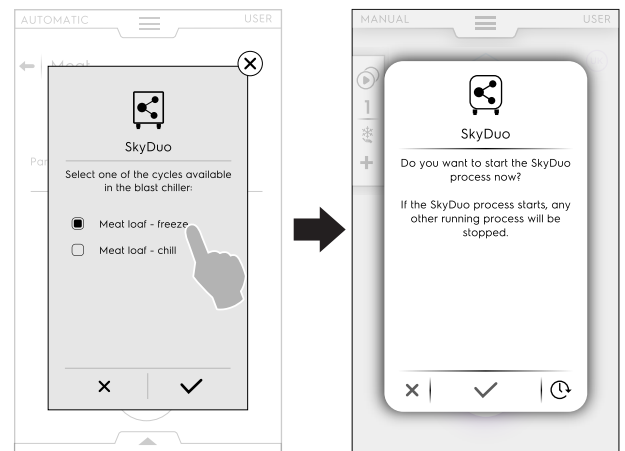 AUTOMATIC USER
Meat
SkyDuo
Select one of the cycles available
in the blast chiller:
Meat loaf - freeze
Meat loaf - chill
MANUAL USER
1
SkyDuo
Do you want to start the SkyDuo
process now?
If the SkyDuo process starts, any
other running process will be
stopped.